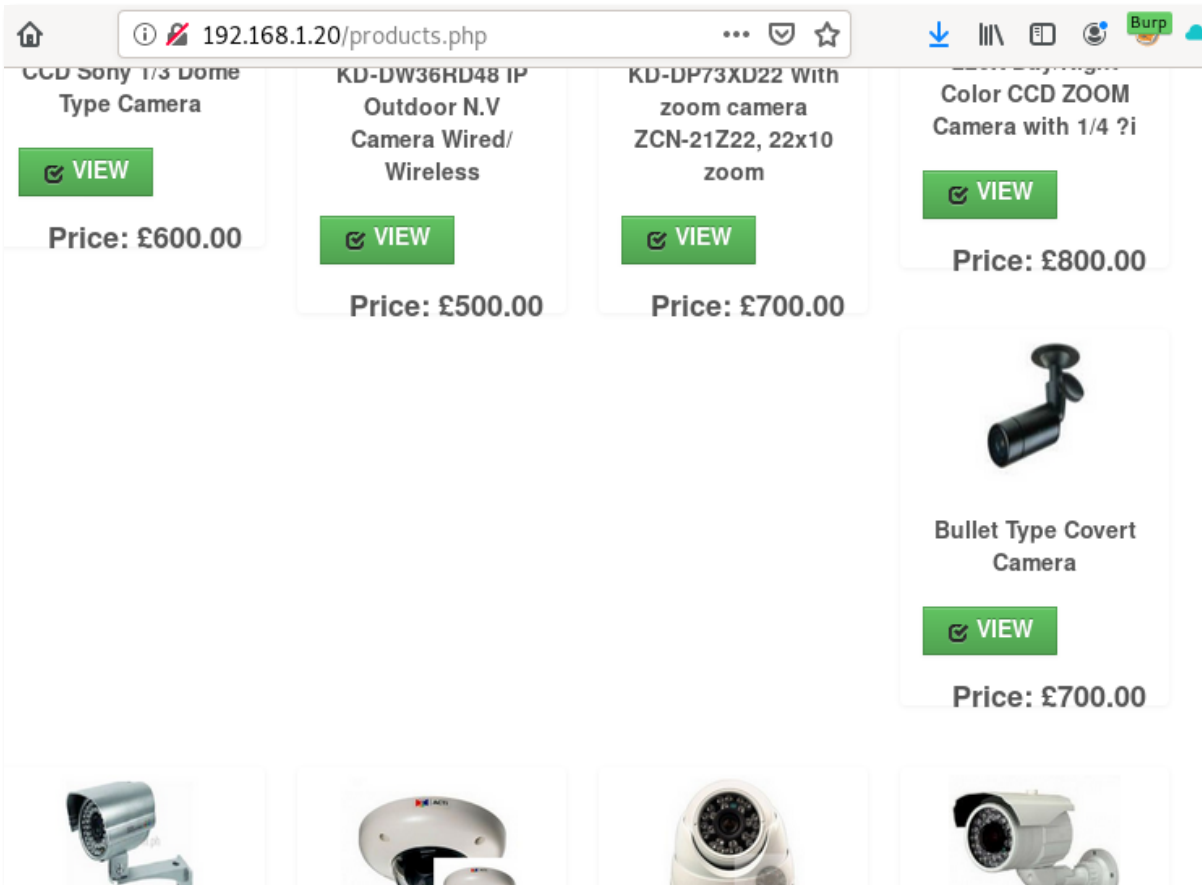 Burp
192.168.1.20/products.php
CCD Sony 1/3 Dome
Type Camera
VIEW
Price: £600.00
KD-DW36RD48 IP
Outdoor N.V
Camera Wired/
Wireless
VIEW
Price: £500.00
KD-DP73XD22 With
zoom camera
ZCN-21Z22, 22x10
zoom
VIEW
Price: £700.00
Color CCD ZOOM
Camera with 1/4 ?i
VIEW
Price: £800.00
Bullet Type Covert
Camera
VIEW
Price: £700.00
ACTi